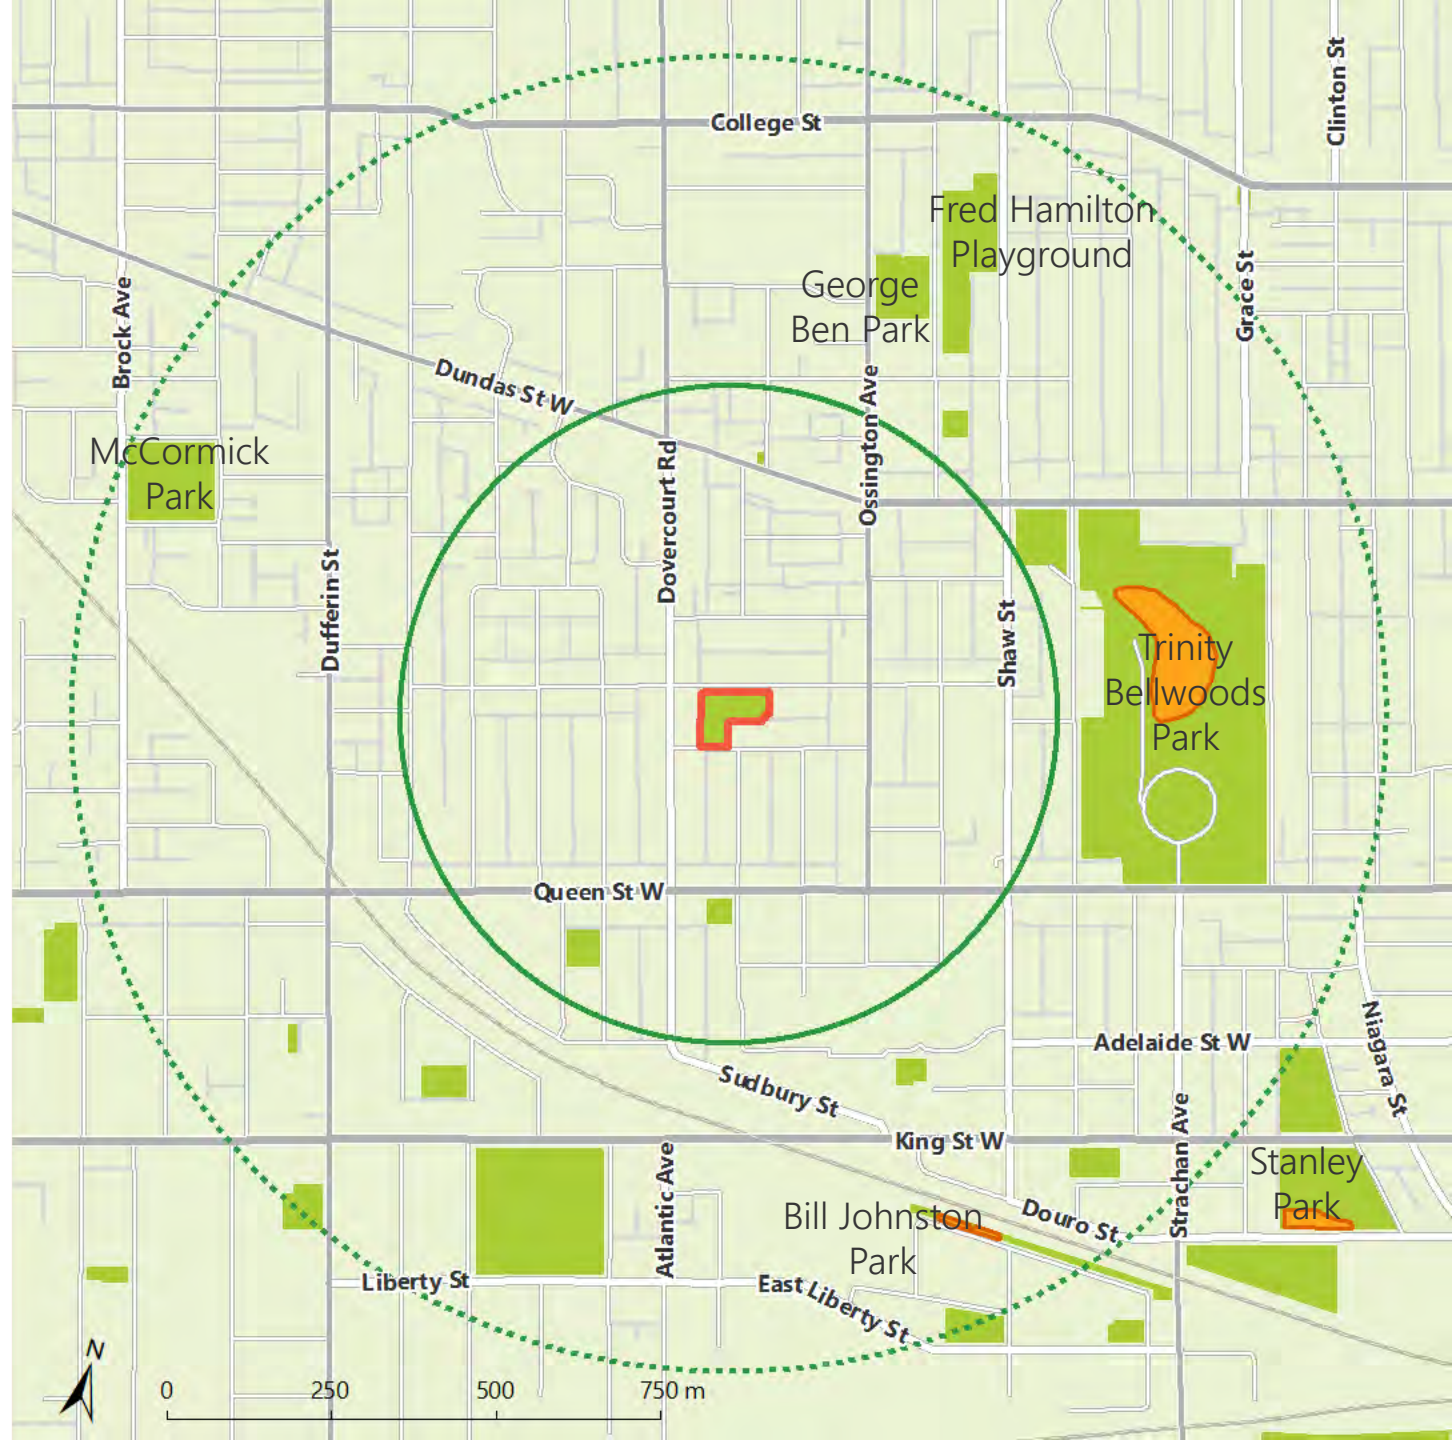 Clinton St
College St
Fred Hamilton
Playground
Grace St
George
Ben Park
Brock Ave
Dundas St W
Ossington Ave
McCormick
Park
Dovercourt Rd
Dufferin St
Shaw St
Trinity
Bellwoods
Park
Queen St W
Niagara St
Adelaide St W
Sudbury St
Strachan Ave
King St W
Stanley
Park
Atlantic Ave
Bill Johnston
Park
Douro St
Liberty St
East Liberty St
N
0 250 500 750 m